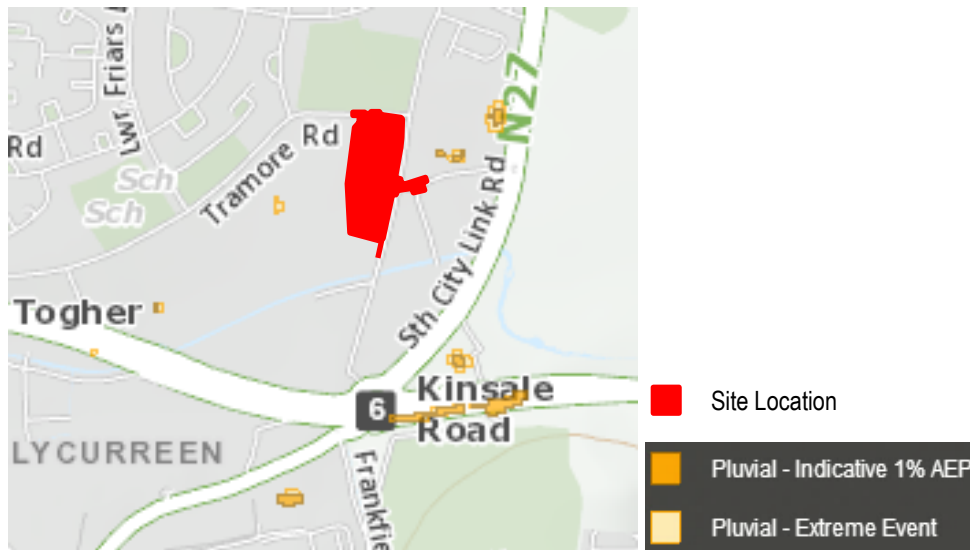 Lwr Friars A
N27
Rd
Rd
Tramore
Sch
Sch
Sth City Link Rd
Togher
6
Kinsale
Road
LYCURREEN
Frankfie
Site Location
Pluvial - Indicative 1% AEP
Pluvial - Extreme Event